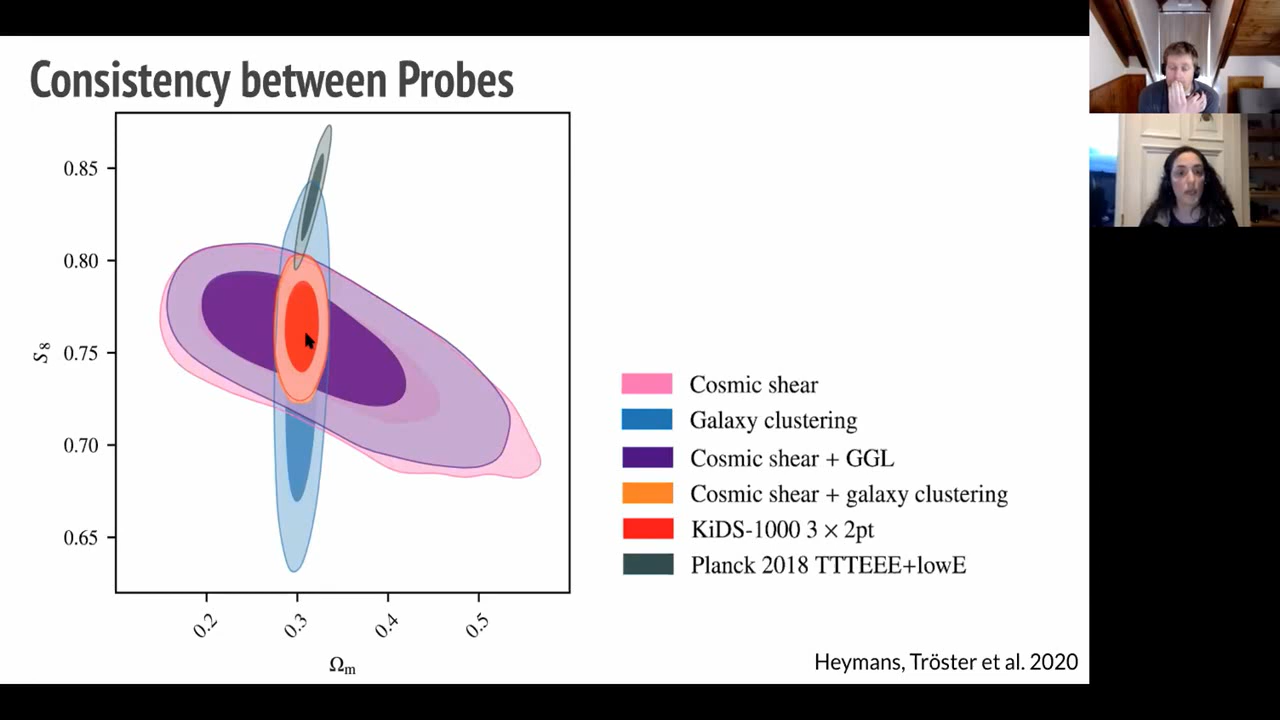 Consistency between Probes
0.85
0.80
0.75
0.70
0.65
S8
0.2
0.3
0.4
0.5
Ωm
Cosmic shear
Galaxy clustering
Cosmic shear + GGL
Cosmic shear + galaxy clustering
KiDS-1000 3 × 2pt
Planck 2018 TTTEEE+lowE
Heymans, Tröster et al. 2020